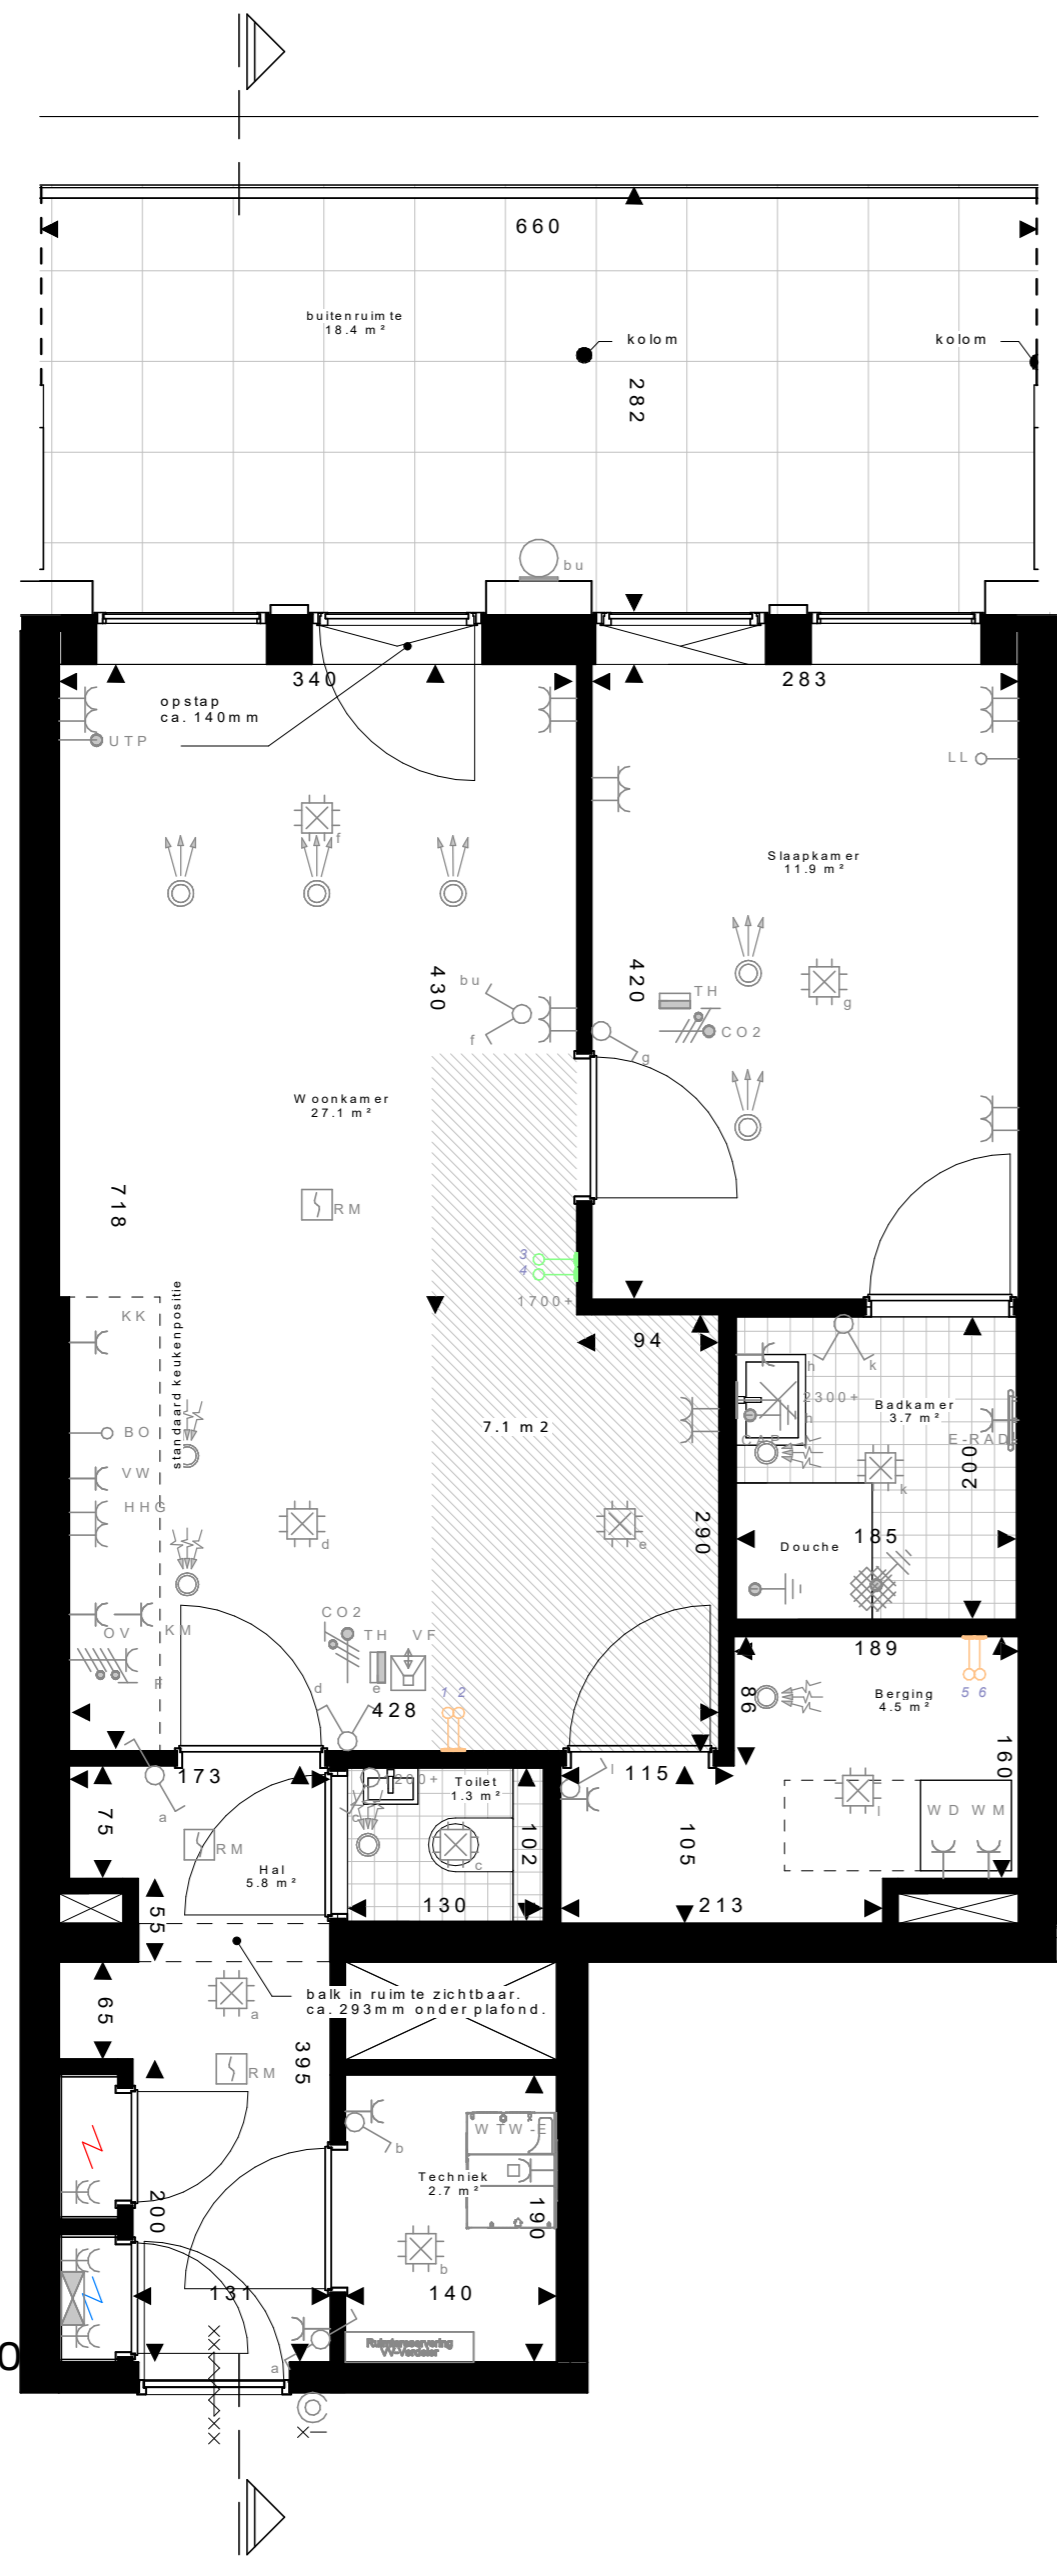 660
buitenruimte
18.4 m²
kolom
kolom
282
bu
340
283
opstap
ca. 140mm
UTP
LL
f
Slaapkamer
11.9 m²
430
420
bu
f
TH
CO2
g
g
Woonkamer
27.1 m²
718
RM
3
4
1700+
KK
standaard keukenpositie
94
h
k
2300+
h
Badkamer
3.7 m²
BO
7.1 m2
CAP
E-RAD
VW
HHG
k
200
d
e
290
185
Douche
OV
KM
F
CO2
TH
VF
e
d
428
1 2
189
86
Berging
4.5 m²
5 6
160
173
a
75
RM
Hal
5.8 m²
Toilet
1.3 m²
c
c
102
130
115
l
105
l
WD WM
213
55
balk in ruimte zichtbaar.
ca. 293mm onder plafond.
65
a
395
RM
b
WTW-E
Techniek
2.7 m²
200
190
b
131
140
Ruimtereservering
VV-Verdeler
a